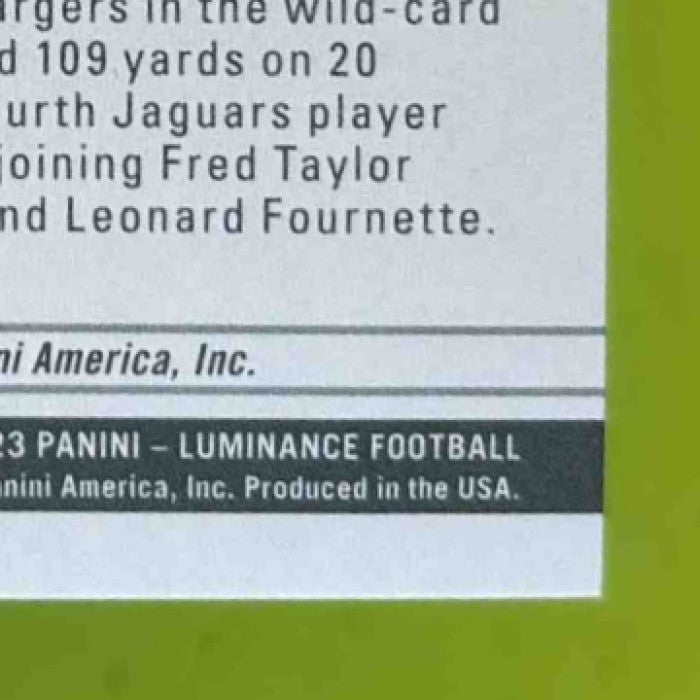 argers in the Wild-card
d 109 yards on 20
urth Jaguars player
joining Fred Taylor
nd Leonard Fournette.
ni America, Inc.
23 PANINI – LUMINANCE FOOTBALL
anini America, Inc. Produced in the USA.